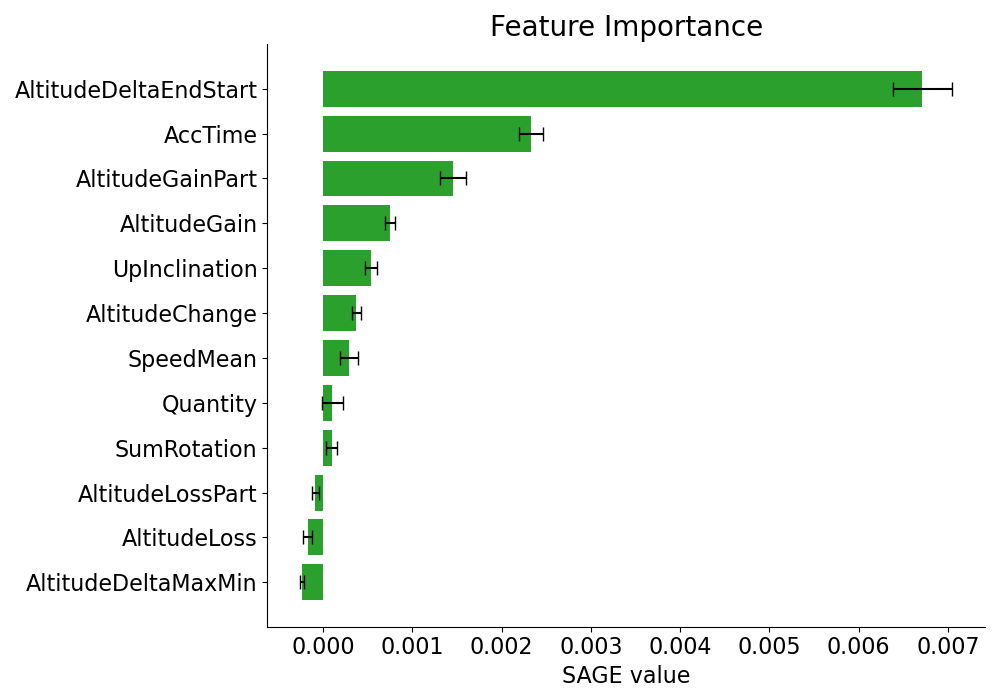 Feature Importance
AltitudeDeltaEndStart
AccTime
AltitudeGainPart
AltitudeGain
UpInclination
AltitudeChange
SpeedMean
Quantity
SumRotation
AltitudeLossPart
AltitudeLoss
AltitudeDeltaMaxMin
0.000 0.001 0.002 0.003 0.004 0.005 0.006 0.007
SAGE value